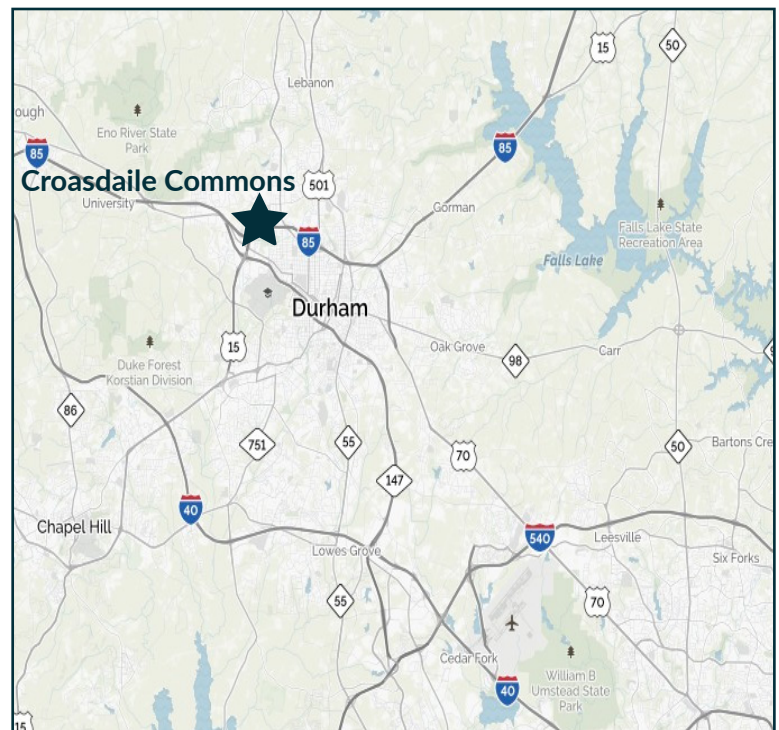 15
50
Lebanon
ough
Eno River State
Park
85
85
Croasdaile Commons
501
University
Gorman
Falls Lake State
Recreation Area
85
Falls Lake
Durham
15
Oak Grove
98
Carr
9
Duke Forest
Korstian Division
86
751
55
70
50
Bartons Cre
147
40
Chapel Hill
Lowes Grove
540
Leesville
Six Forks
55
70
Cedar Fork
William B
Umstead State
Park
40
15